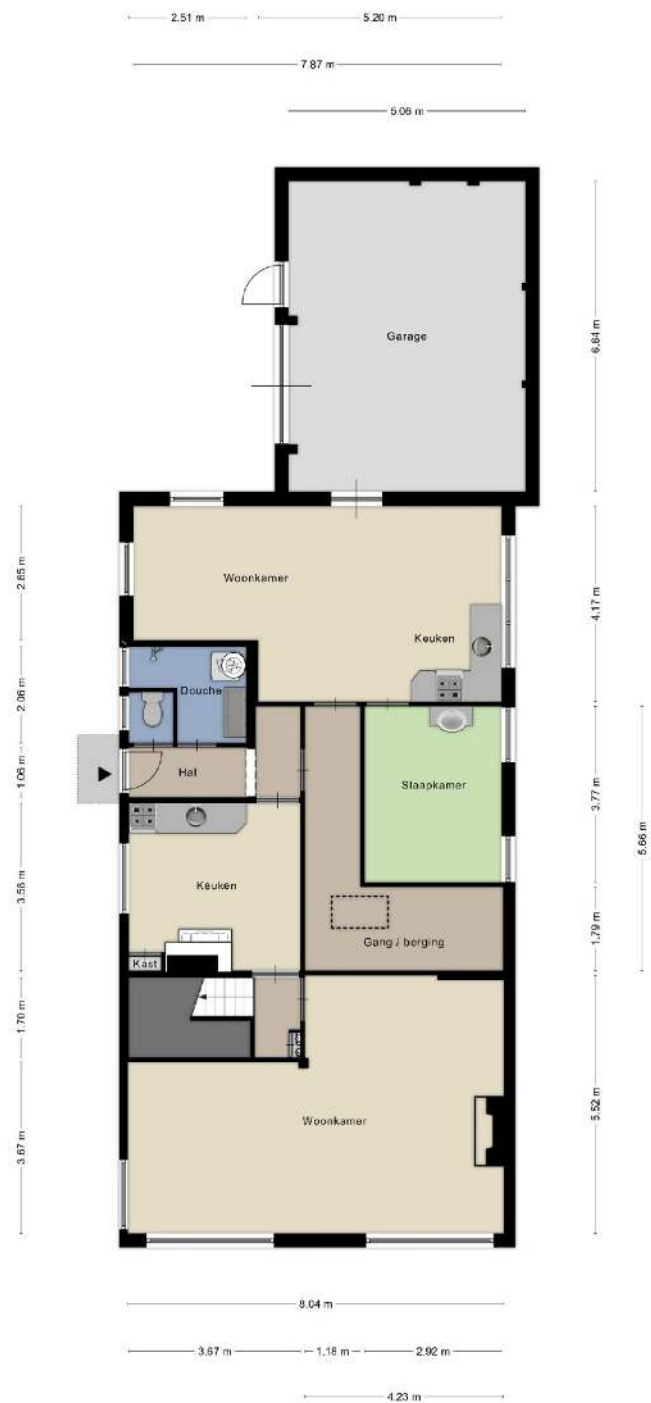 2.51 m
5.20 m
7.87 m
5.06 m
6.84 m
Garage
2.85 m
Woonkamer
4.17 m
Keuken
2.06 m
Douche
1.06 m
Hal
Slaapkamer
3.77 m
5.66 m
3.58 m
Keuken
1.79 m
Gang / berging
Kast
1.70 m
5.52 m
Woonkamer
3.67 m
8.04 m
3.67 m
1.18 m
2.92 m
4.23 m